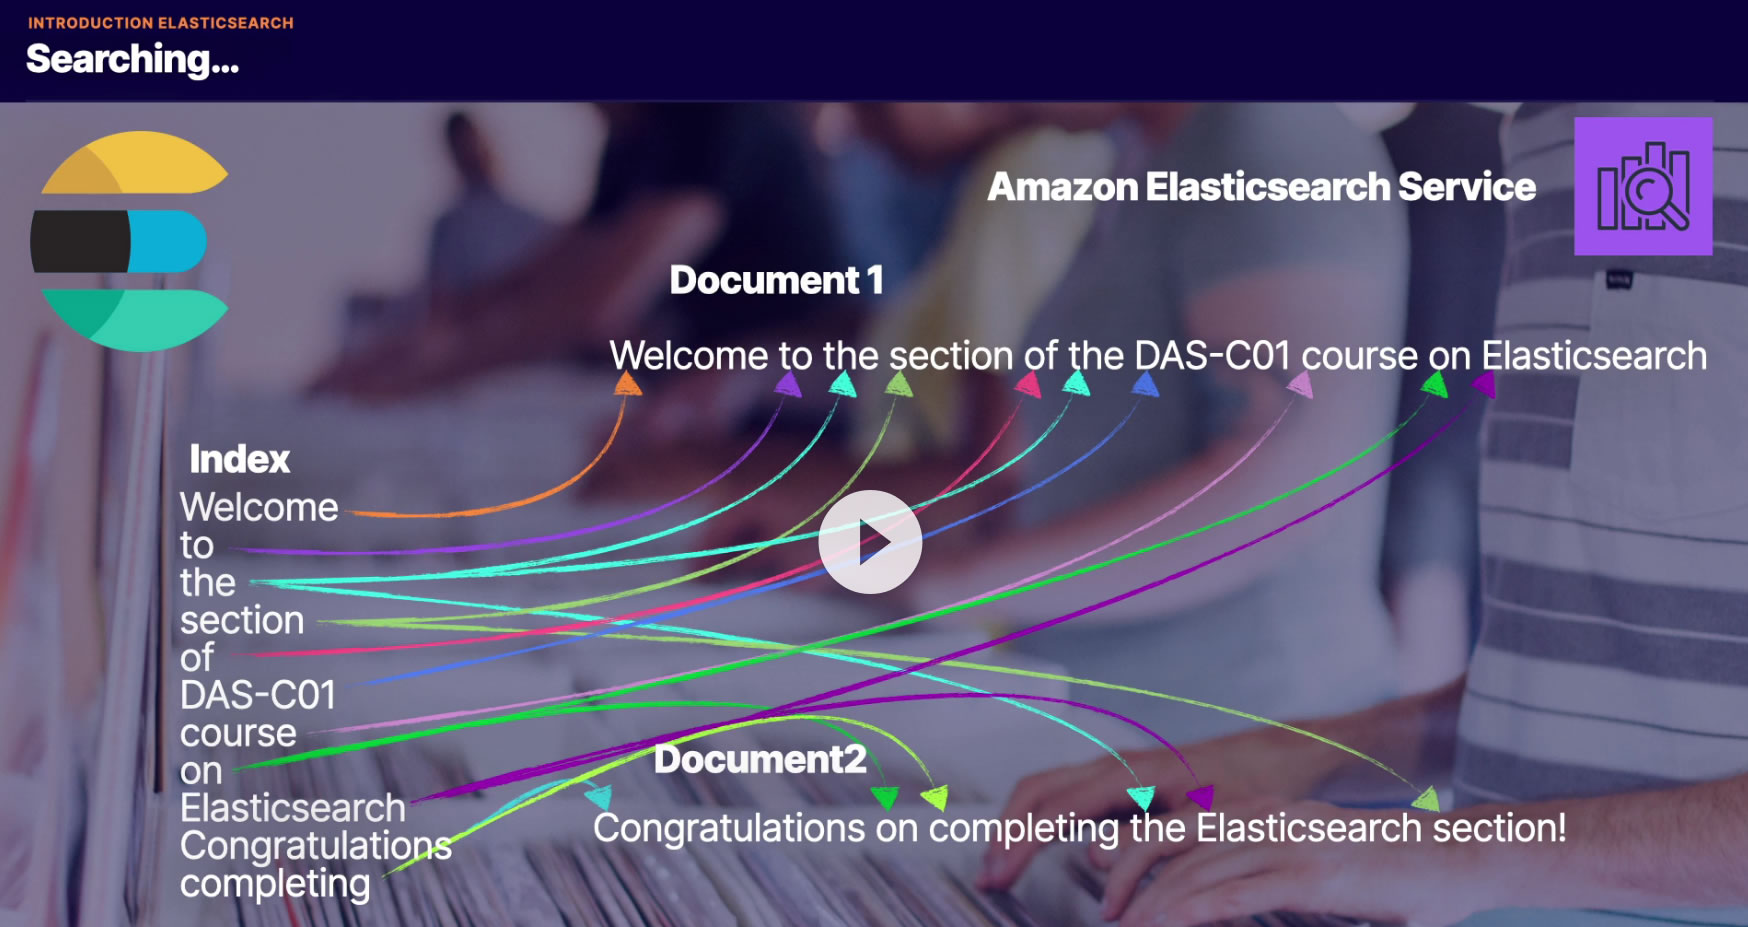 INTRODUCTION ELASTICSEARCH
Searching...
Amazon Elasticsearch Service
Document 1
Welcome to the section of the DAS-C01 course on Elasticsearch
Index
Welcome
to
the
section
of
DAS-C01
course
on
Elasticsearch
Congratulations
completing
Document2
Congratulations on completing the Elasticsearch section!